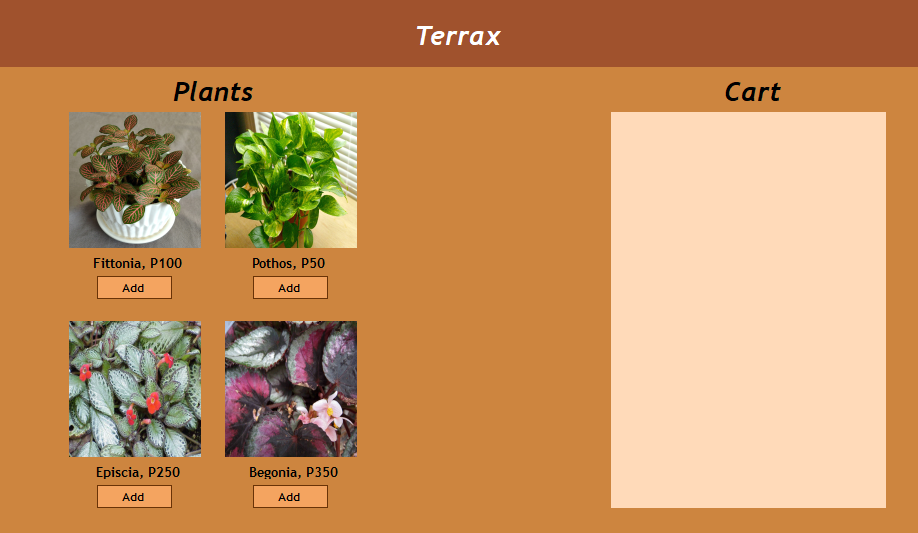 Terrax
Plants
Cart
Fittonia, P100
Pothos, P50
Add
Add
Episcia, P250
Begonia, P350
Add
Add